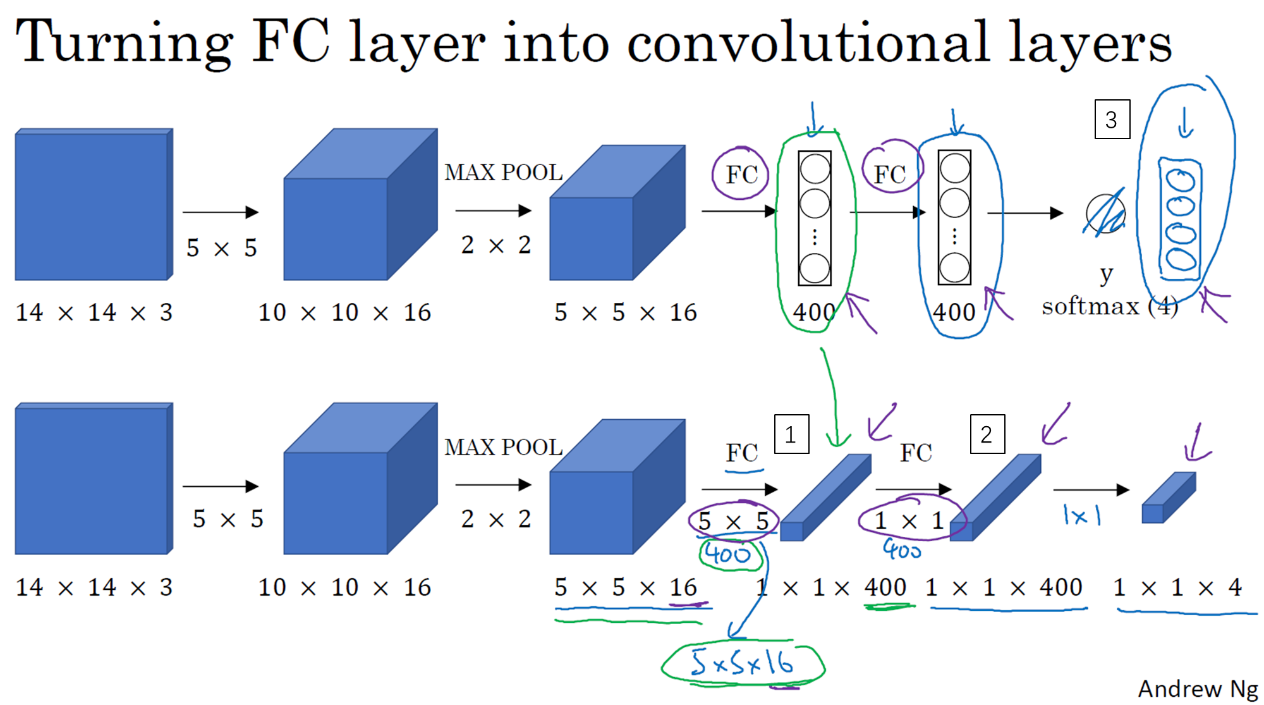 Turning FC layer into convolutional layers
3
MAX POOL
FC
FC
5 × 5
2 × 2
⋮
⋮
y
14 × 14 × 3
10 × 10 × 16
5 × 5 × 16
400
400
softmax (4)
1
2
MAX POOL
FC
FC
5 × 5
2 × 2
5 × 5
1 × 1
1×1
400
400
14 × 14 × 3
10 × 10 × 16
5 × 5 × 16
1 × 1 × 400
1 × 1 × 400
1 × 1 × 4
5×5×16
Andrew Ng